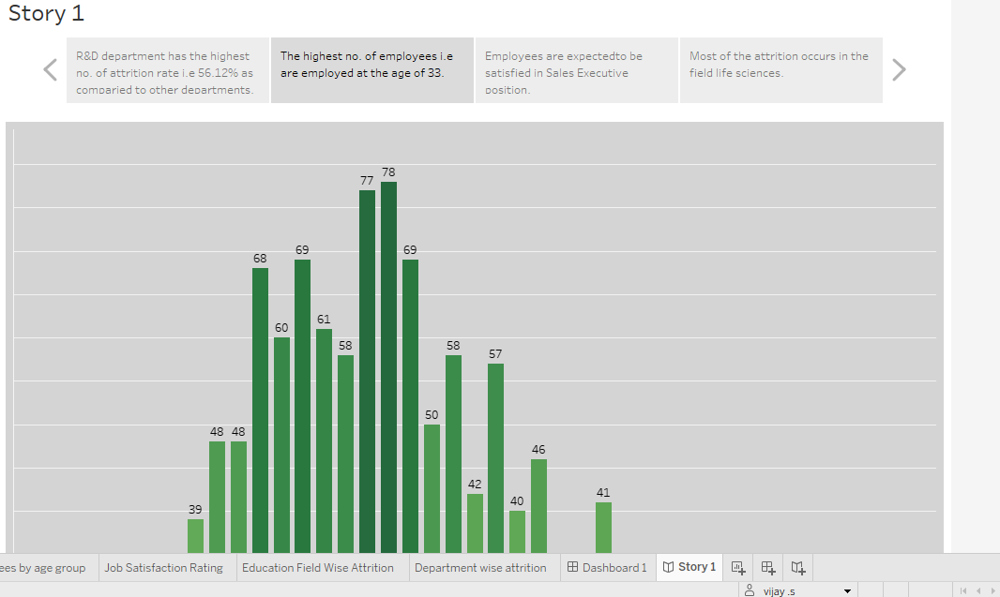 Story 1
R&D department has the highest
no. of attrition rate i.e 56.12% as
comparied to other departments.
The highest no. of employees i.e
are employed at the age of 33.
Employees are expectedto be
satisfied in Sales Executive
position.
Most of the attrition occurs in the
field life sciences.
78
77
69
68
69
61
60
58
58
57
50
48 48
46
42
41
40
39
ees by age group
Job Satisfaction Rating
Education Field Wise Attrition
Department wise attrition
Dashboard 1
Story 1
vijay .s